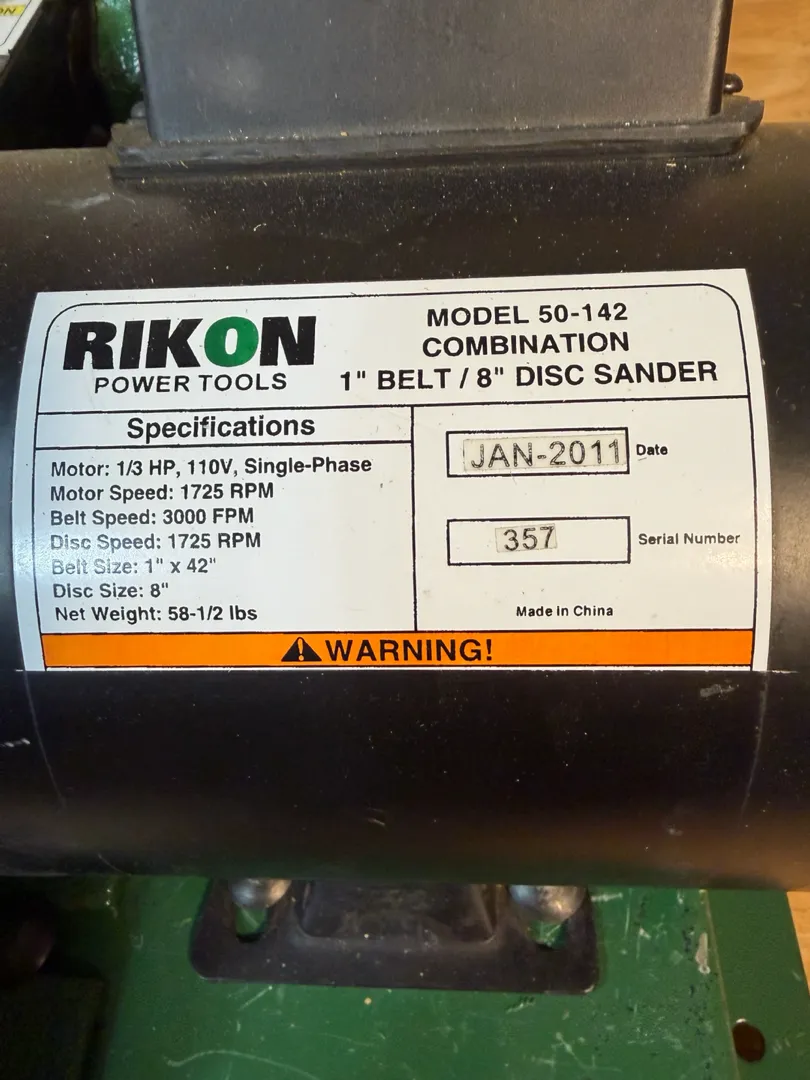 RIKON
POWER TOOLS
MODEL 50-142
COMBINATION
1" BELT / 8" DISC SANDER
Specifications
Motor: 1/3 HP, 110V, Single-Phase
Motor Speed: 1725 RPM
Belt Speed: 3000 FPM
Disc Speed: 1725 RPM
Belt Size: 1" x 42"
Disc Size: 8"
Net Weight: 58-1/2 lbs
JAN-2011 Date
357 Serial Number
Made in China
WARNING!